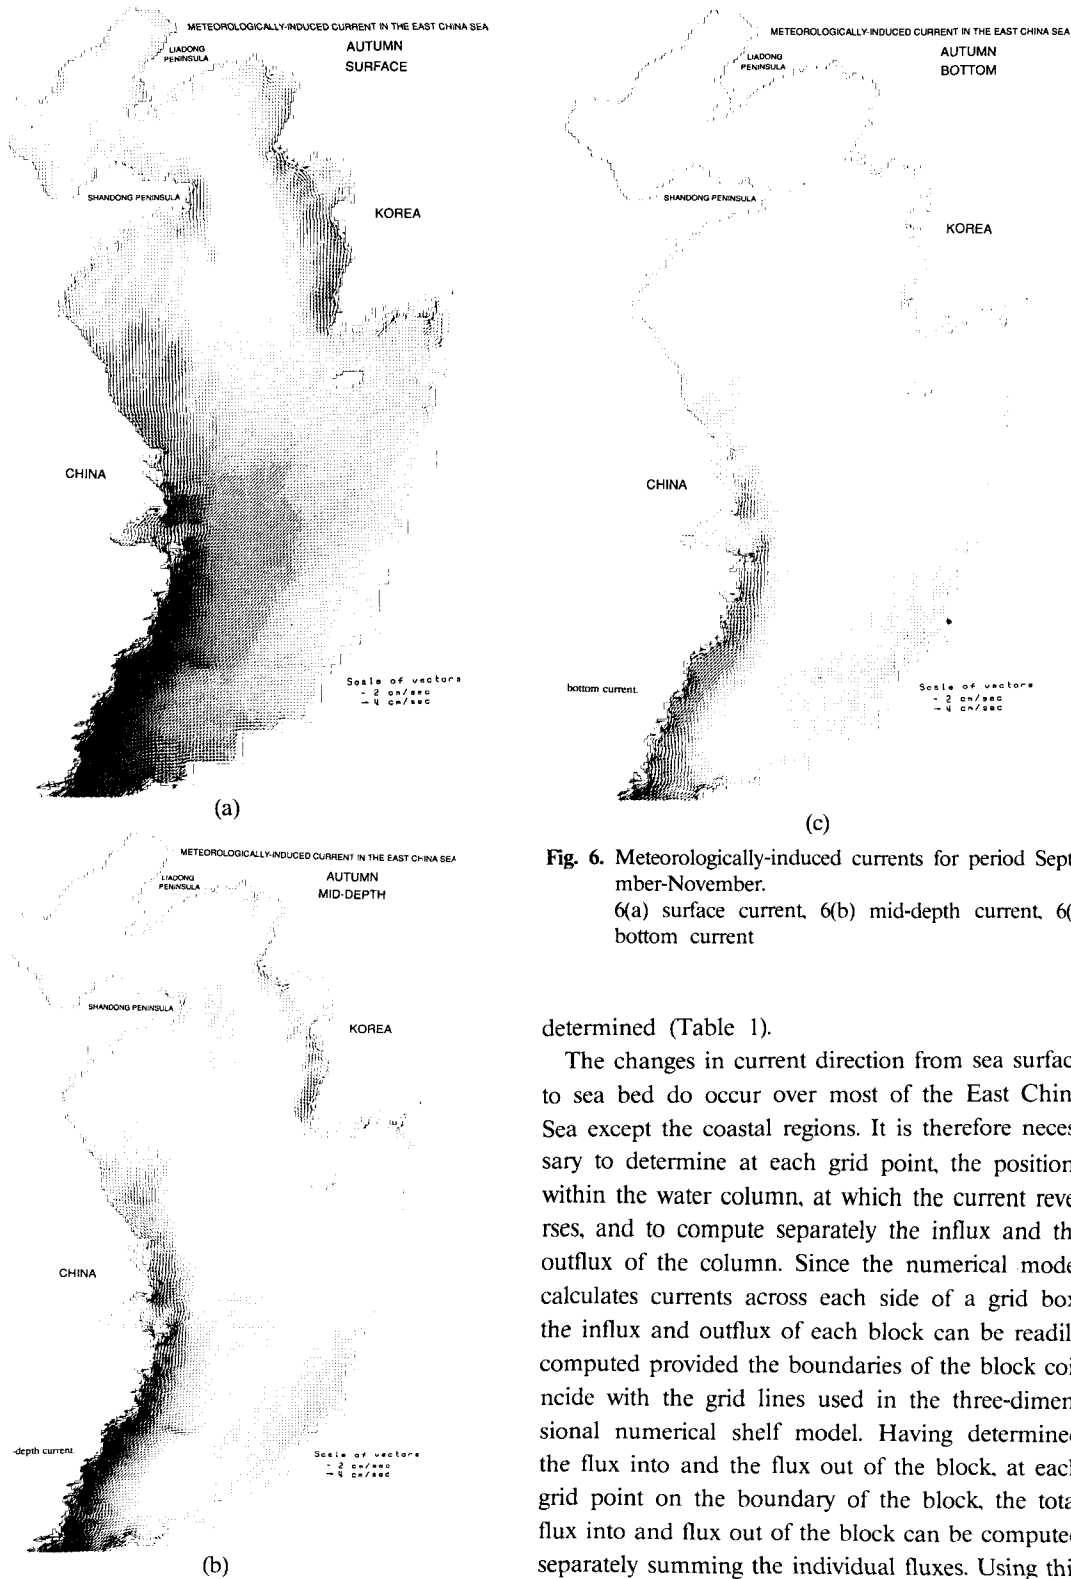 METEOROLOGICALLY-INDUCED CURRENT IN THE EAST CHINA SEA
AUTUMN
SURFACE
LIADONG
PENINSULA
SHANDONG PENINSULA
KOREA
CHINA
Scale of vectors
- 2 cm/sec
→ 4 cm/sec
(a)
METEOROLOGICALLY-INDUCED CURRENT IN THE EAST CHINA SEA
AUTUMN
MID-DEPTH
LIADONG
PENINSULA
SHANDONG PENINSULA
KOREA
CHINA
-depth current.
Scale of vectors
- 2 cm/sec
→ 4 cm/sec
(b)
METEOROLOGICALLY-INDUCED CURRENT IN THE EAST CHINA SEA
AUTUMN
BOTTOM
LIADONG
PENINSULA
SHANDONG PENINSULA
KOREA
CHINA
bottom current.
Scale of vectors
- 2 cm/sec
→ 4 cm/sec
(c)
Fig. 6. Meteorologically-induced currents for period Sept
mber-November.
6(a) surface current, 6(b) mid-depth current, 6(
bottom current
determined (Table 1).
The changes in current direction from sea surfac
to sea bed do occur over most of the East Chin
Sea except the coastal regions. It is therefore neces
sary to determine at each grid point, the position
within the water column, at which the current reve
rses, and to compute separately the influx and th
outflux of the column. Since the numerical mode
calculates currents across each side of a grid box
the influx and outflux of each block can be readil
computed provided the boundaries of the block coi
ncide with the grid lines used in the three-dimen
sional numerical shelf model. Having determine
the flux into and the flux out of the block, at each
grid point on the boundary of the block, the tota
flux into and flux out of the block can be compute
separately summing the individual fluxes. Using thi